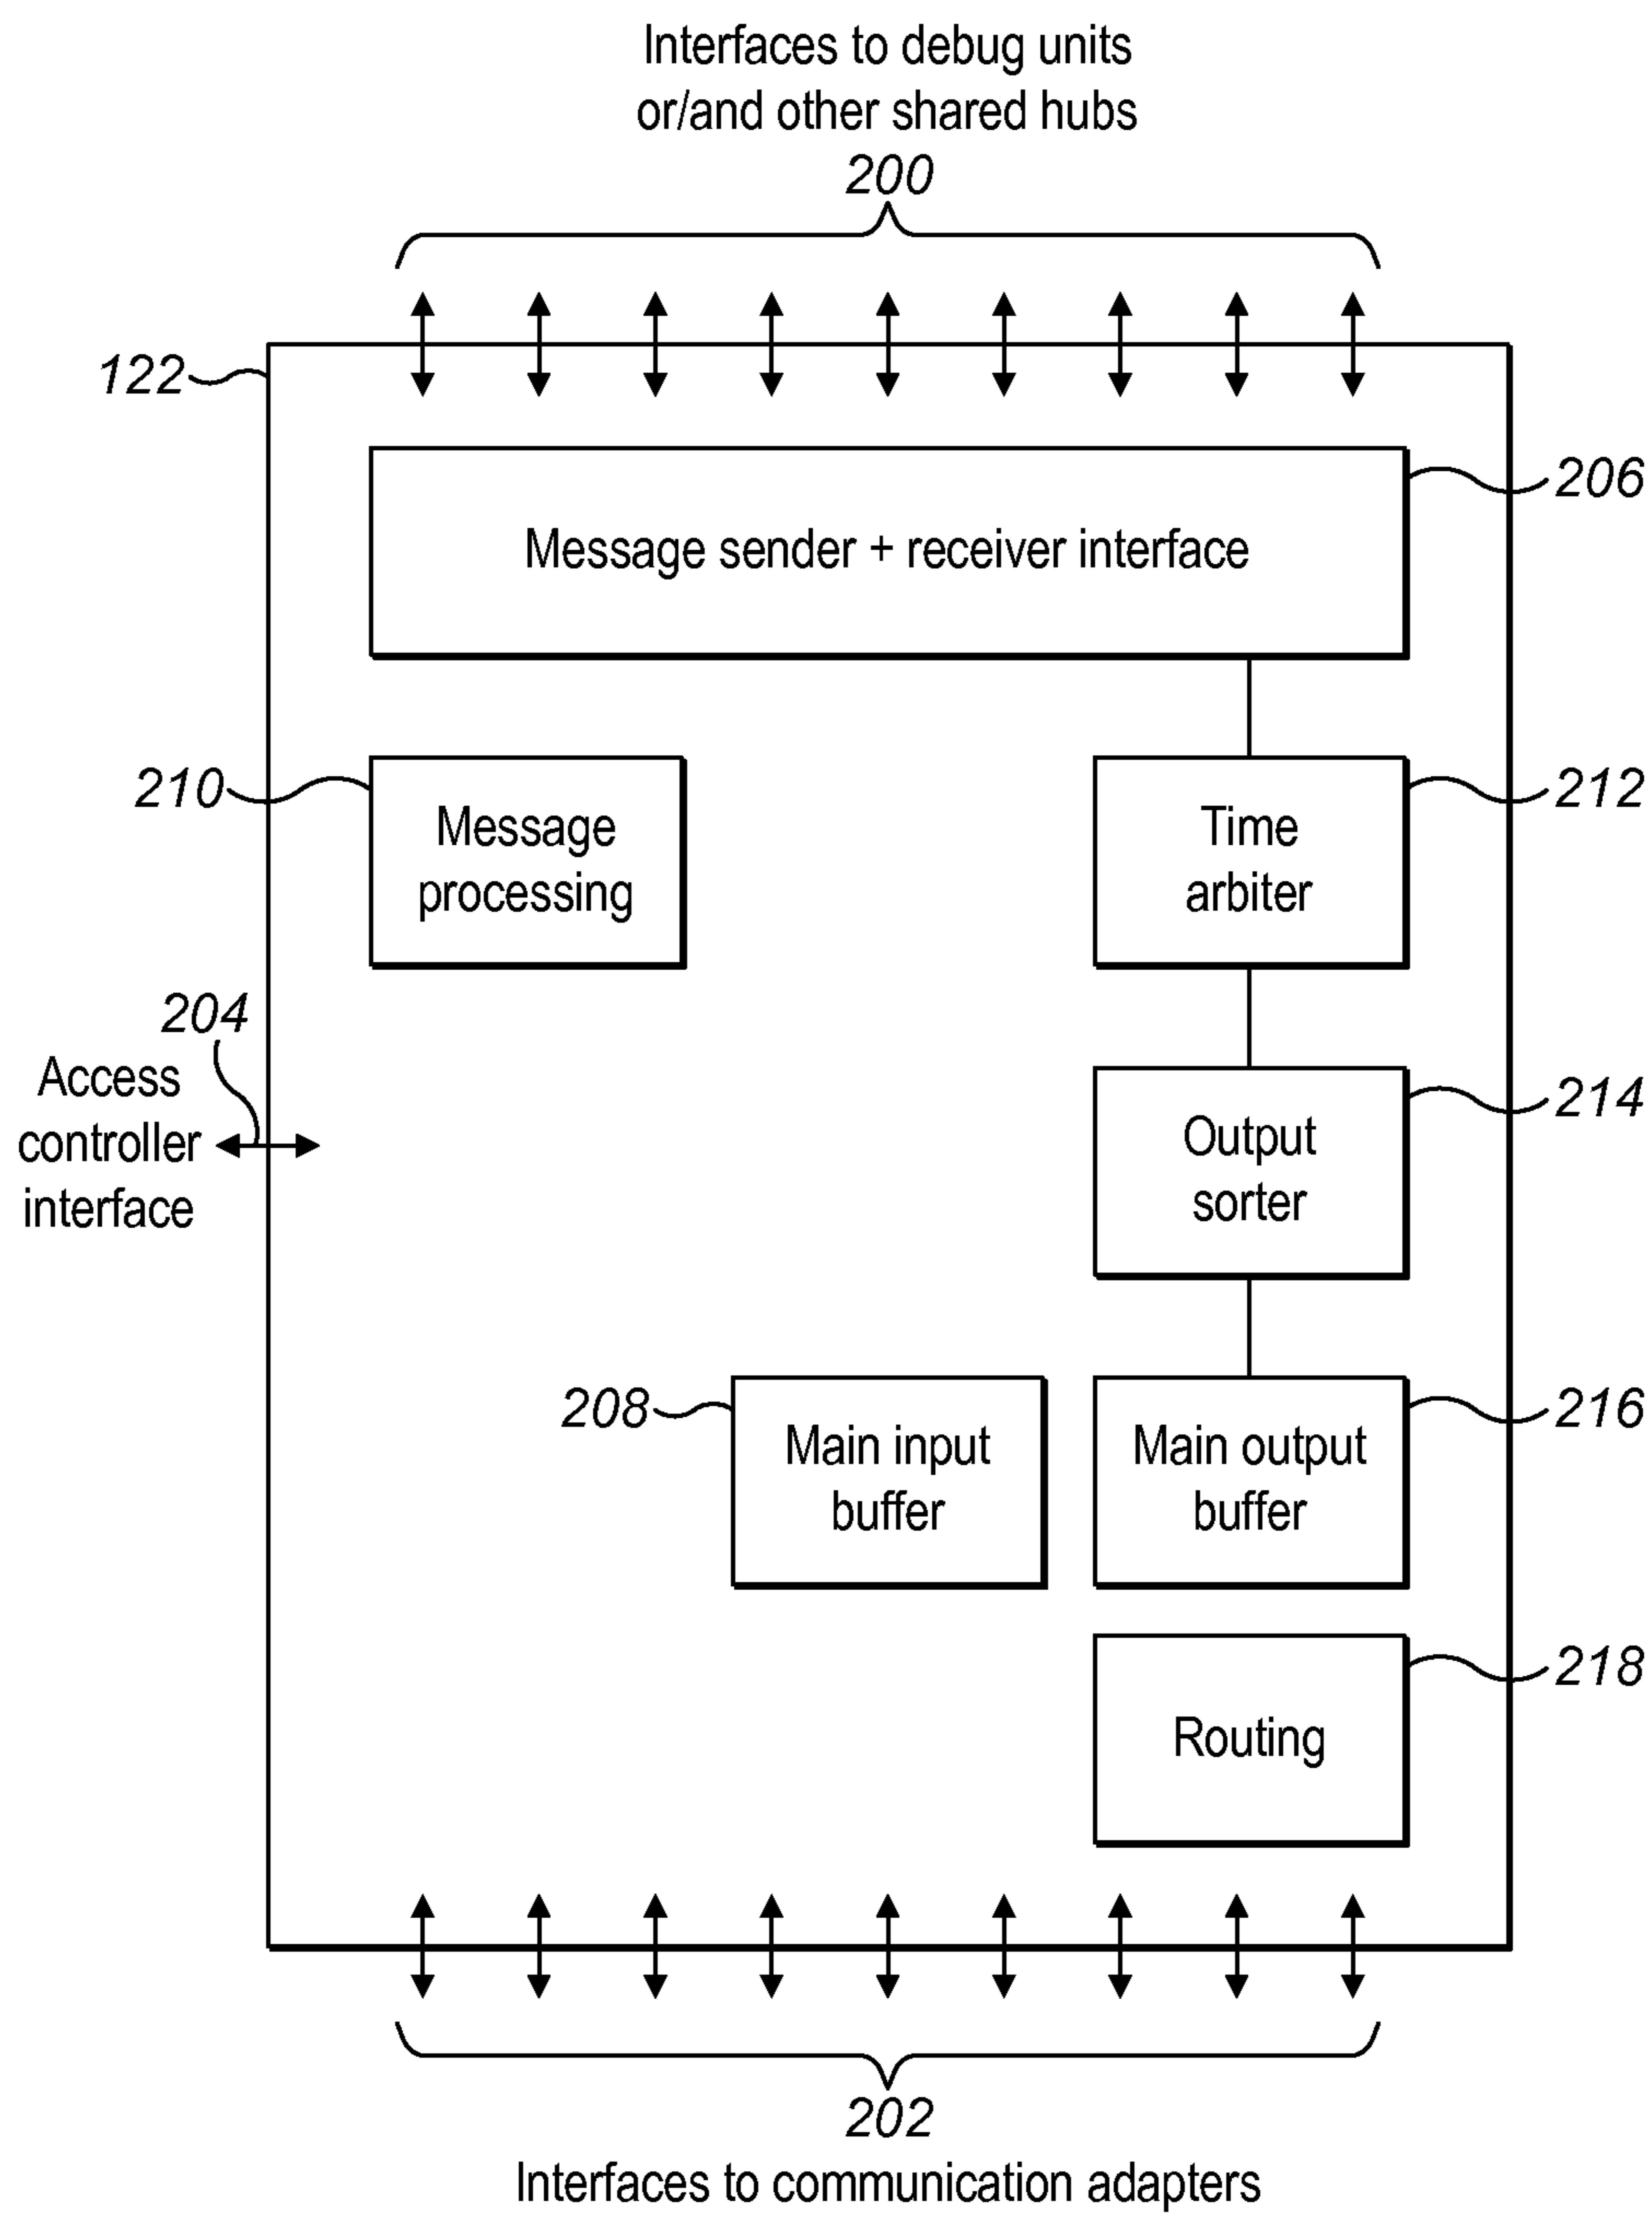 Interfaces to debug units
or/and other shared hubs
200
122
206
Message sender + receiver interface
210
212
Message
processing
Time
arbiter
204
Access
controller
interface
214
Output
sorter
208
216
Main input
buffer
Main output
buffer
218
Routing
202
Interfaces to communication adapters